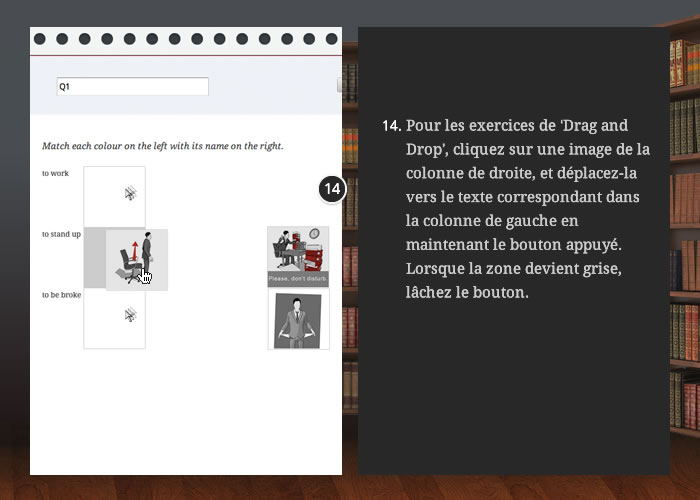 Q1
Match each colour on the left with its name on the right.
to work
to stand up
Please, don't disturb
to be broke
14
14. Pour les exercices de 'Drag and
Drop', cliquez sur une image de la
colonne de droite, et déplacez-la
vers le texte correspondant dans
la colonne de gauche en
maintenant le bouton appuyé.
Lorsque la zone devient grise,
lâchez le bouton.